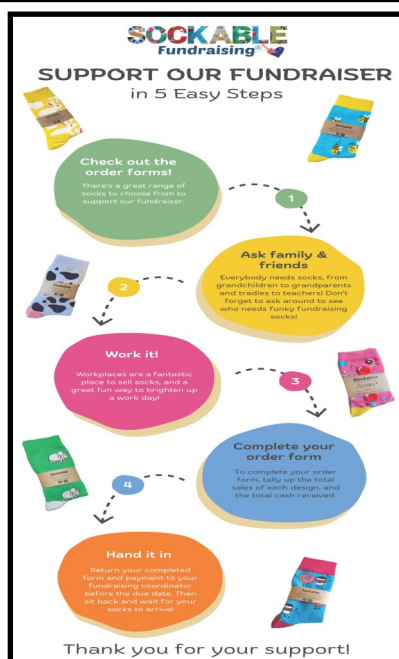 SOCKABLE
Fundraising®
SUPPORT OUR FUNDRAISER
in 5 Easy Steps
Check out the
order forms!
There's a great range of
socks to choose from to
support our fundraiser.
1
Ask family &
friends
Everybody needs socks, from
grandchildren to grandparents
and tradies to teachers! Don't
forget to ask around to see
who needs funky fundraising
socks!
2
Work it!
Workplaces are a fantastic
place to sell socks, and a
great fun way to brighten up
a work day!
3
Complete your
order form
To complete your order
form, tally up the total
sales of each design, and
the total cash received.
4
Hand it in
Return your completed
form and payment to your
fundraising coordinator
before the due date. Then
sit back and wait for your
socks to arrive!
Thank you for your support!